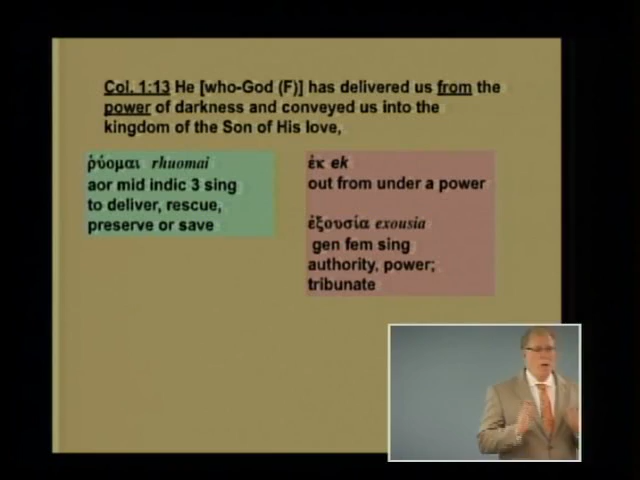 Col. 1:13 He [who-God (F)] has delivered us from the
power of darkness and conveyed us into the
kingdom of the Son of His love,
ῥύομαι rhuomai
aor mid indic 3 sing
to deliver, rescue,
preserve or save
ἐκ ek
out from under a power
ἐξουσία exousia
gen fem sing
authority, power;
tribunate